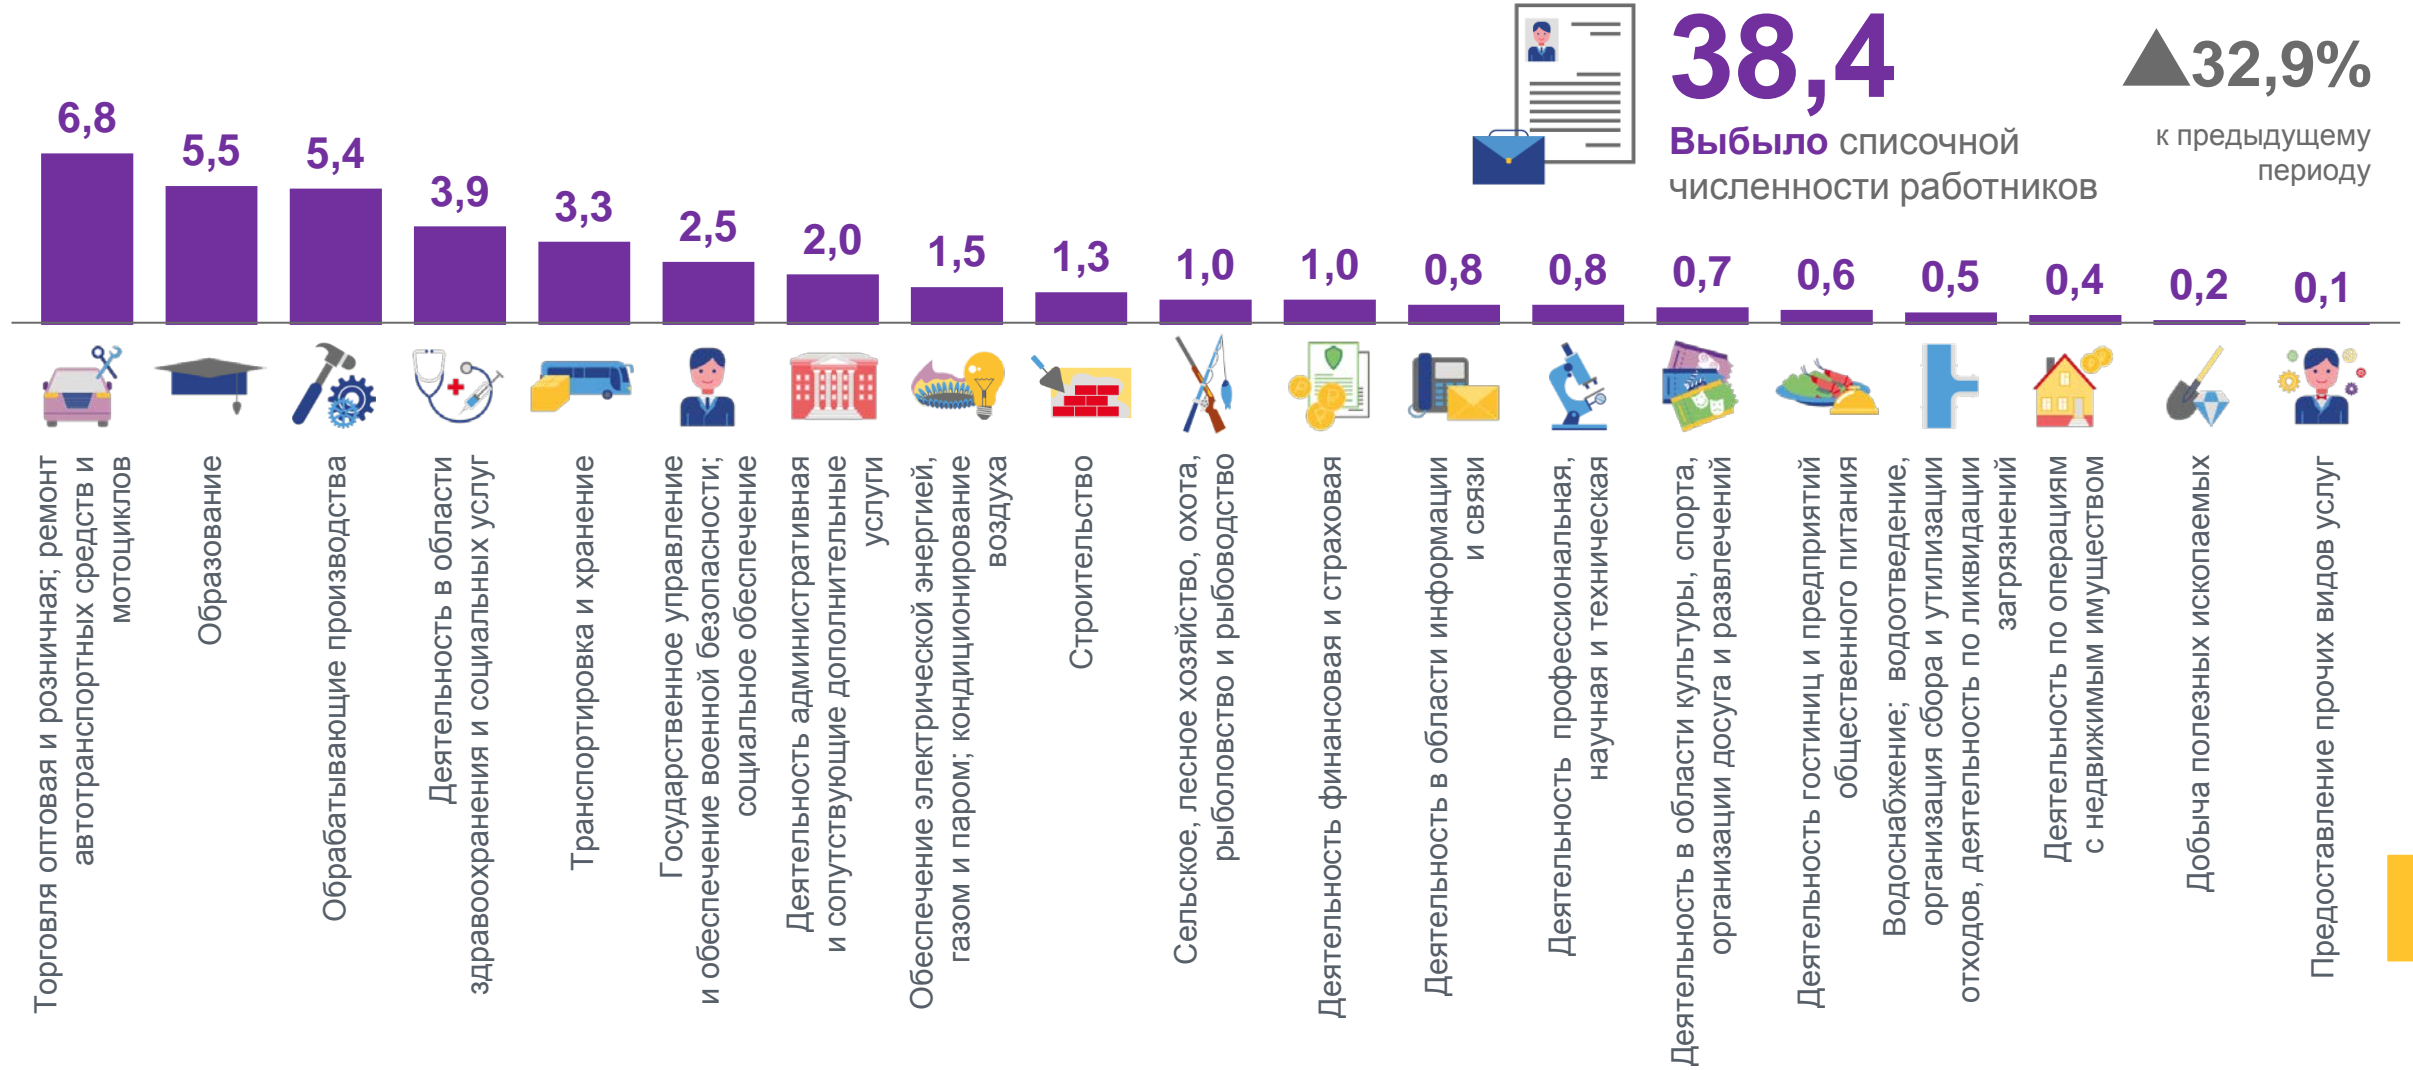 38,4
Выбыло списочной
численности работников
32,9%
к предыдущему
периоду
6,8
5,5
5,4
3,9
3,3
2,5
2,0
1,5
1,3
1,0
1,0
0,8
0,8
0,7
0,6
0,5
0,4
0,2
0,1
Торговля оптовая и розничная; ремонт
автотранспортных средств и
мотоциклов
Образование
Обрабатывающие производства
Деятельность в области
здравоохранения и социальных услуг
Транспортировка и хранение
Государственное управление
и обеспечение военной безопасности;
социальное обеспечение
Деятельность административная
и сопутствующие дополнительные
услуги
Обеспечение электрической энергией,
газом и паром; кондиционирование
воздуха
Строительство
Сельское, лесное хозяйство, охота,
рыболовство и рыбоводство
Деятельность финансовая и страховая
Деятельность в области информации
и связи
Деятельность профессиональная,
научная и техническая
Деятельность в области культуры, спорта,
организации досуга и развлечений
Деятельность гостиниц и предприятий
общественного питания
Водоснабжение; водоотведение,
организация сбора и утилизации
отходов, деятельность по ликвидации
загрязнений
Деятельность по операциям
с недвижимым имуществом
Добыча полезных ископаемых
Предоставление прочих видов услуг